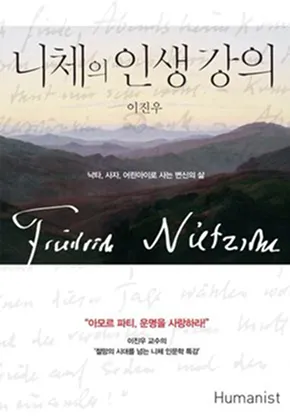 니체의 인생 강의
이진우
낙타, 사자, 어린아이로 사는 변신의 삶
Friedrich Nietzsche
“아모르 파티, 운명을 사랑하라!”
이진우 교수의
‘절망의 시대를 넘는 니체 인문학 특강’
Humanist